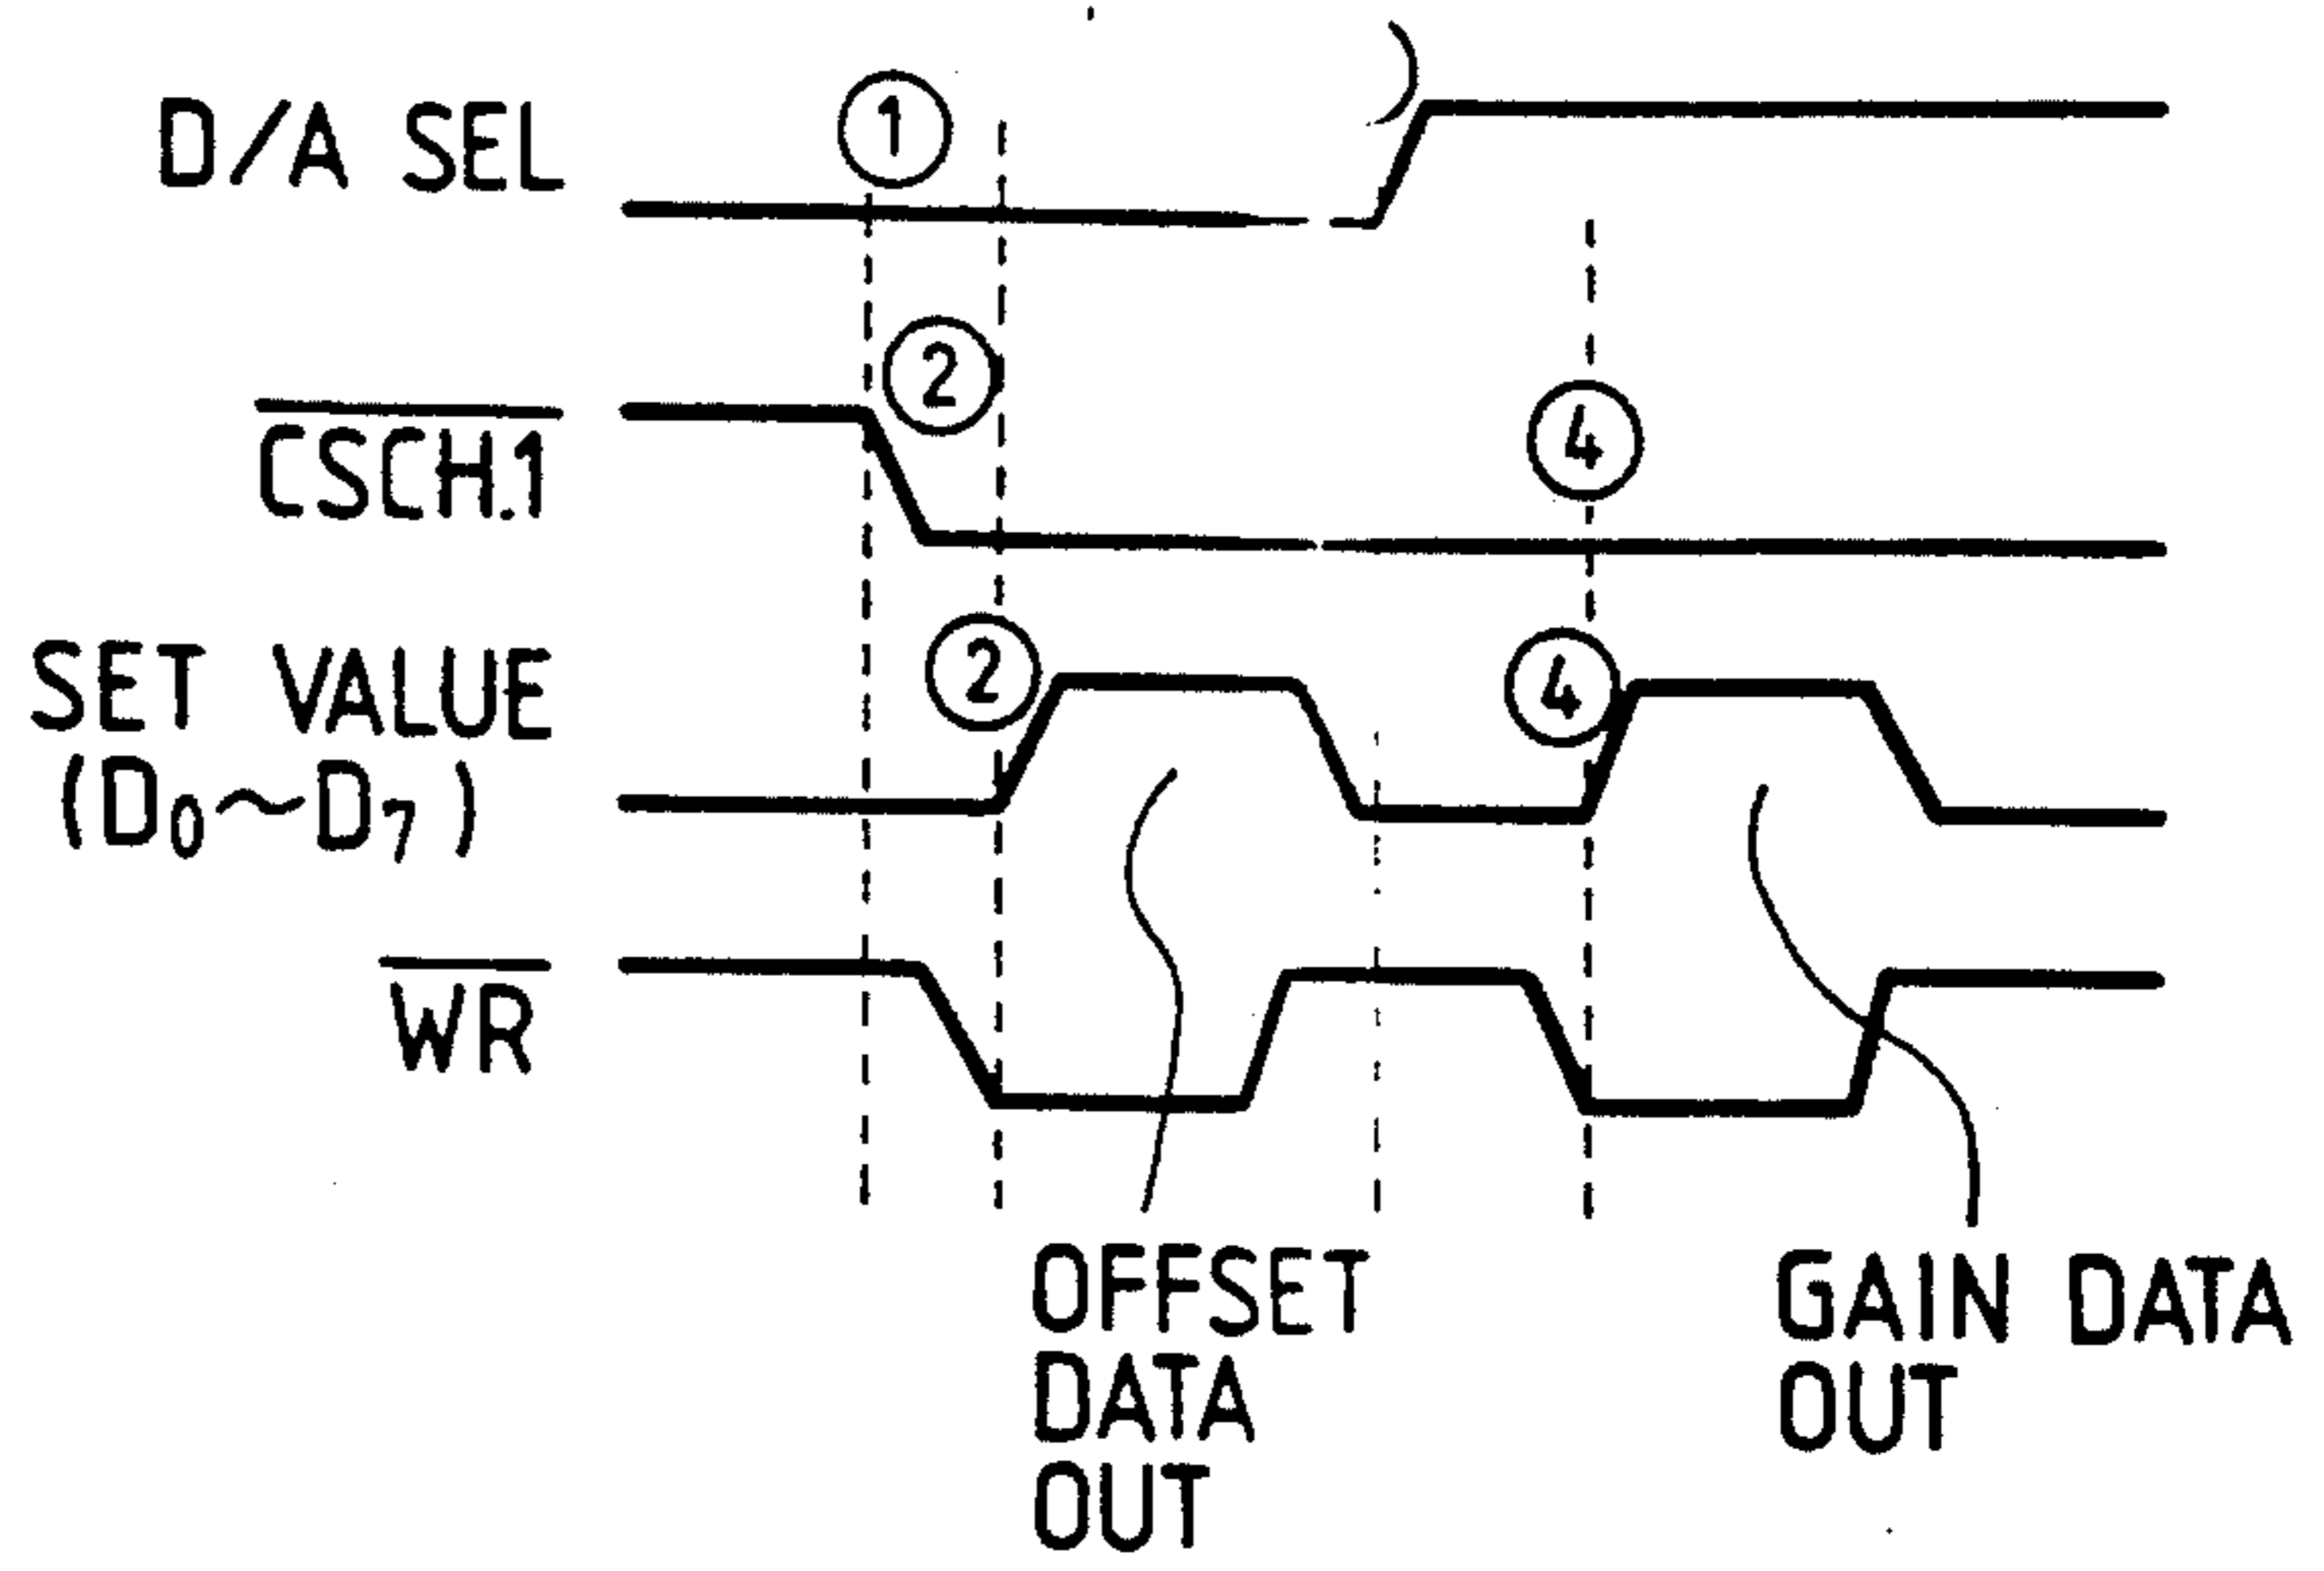 D/A SEL
1
2
4
CSCH.1
SET VALUE
(D0~D7)
2
4
WR
OFFSET
DATA
OUT
GAIN DATA
OUT